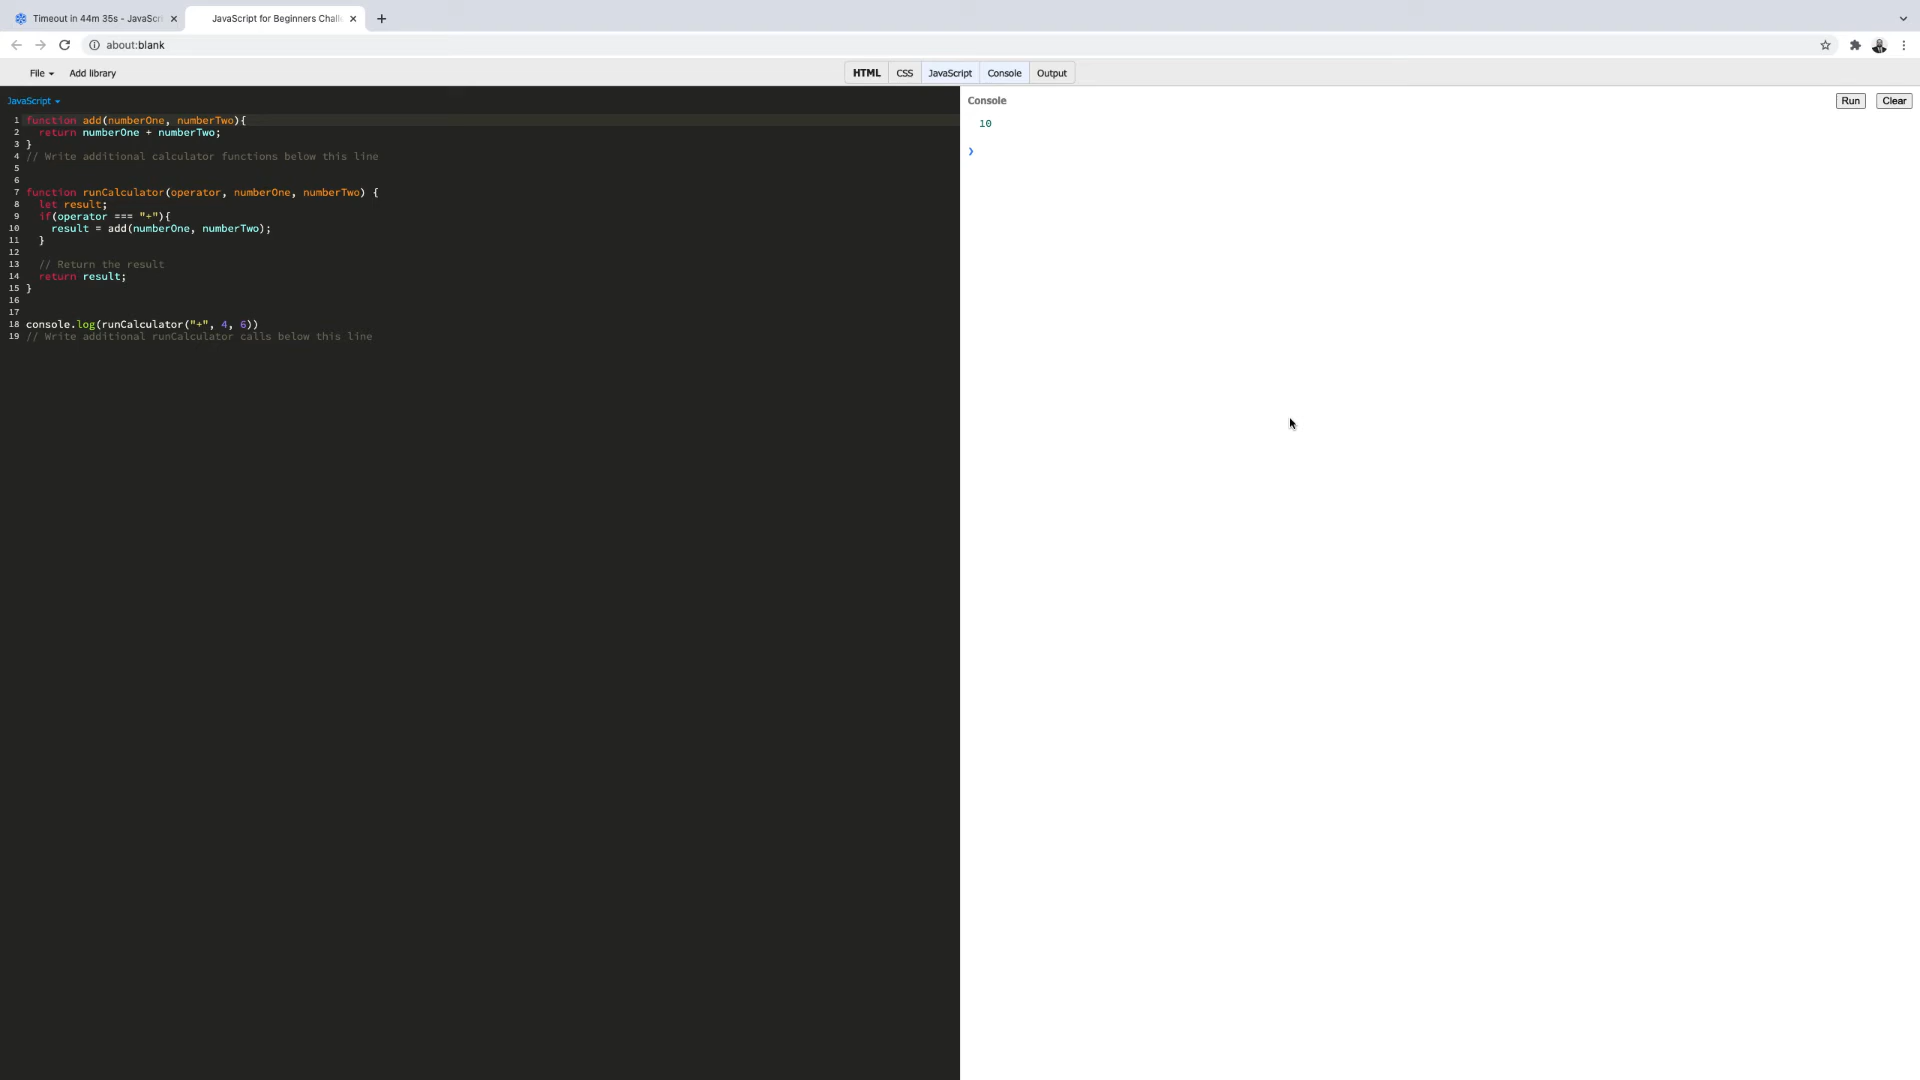 Timeout in 44m 35s - JavaScri
JavaScript for Beginners Chall
about:blank
File
Add library
HTML
CSS
JavaScript
Console
Output
JavaScript
1 function add(numberOne, numberTwo){
2 return numberOne + numberTwo;
3 }
4 // Write additional calculator functions below this line
5
6
7 function runCalculator(operator, numberOne, numberTwo) {
8 let result;
9 if(operator === "+"){
10 result = add(numberOne, numberTwo);
11 }
12
13 // Return the result
14 return result;
15 }
16
17
18 console.log(runCalculator("+", 4, 6))
19 // Write additional runCalculator calls below this line
Console
Run
Clear
10